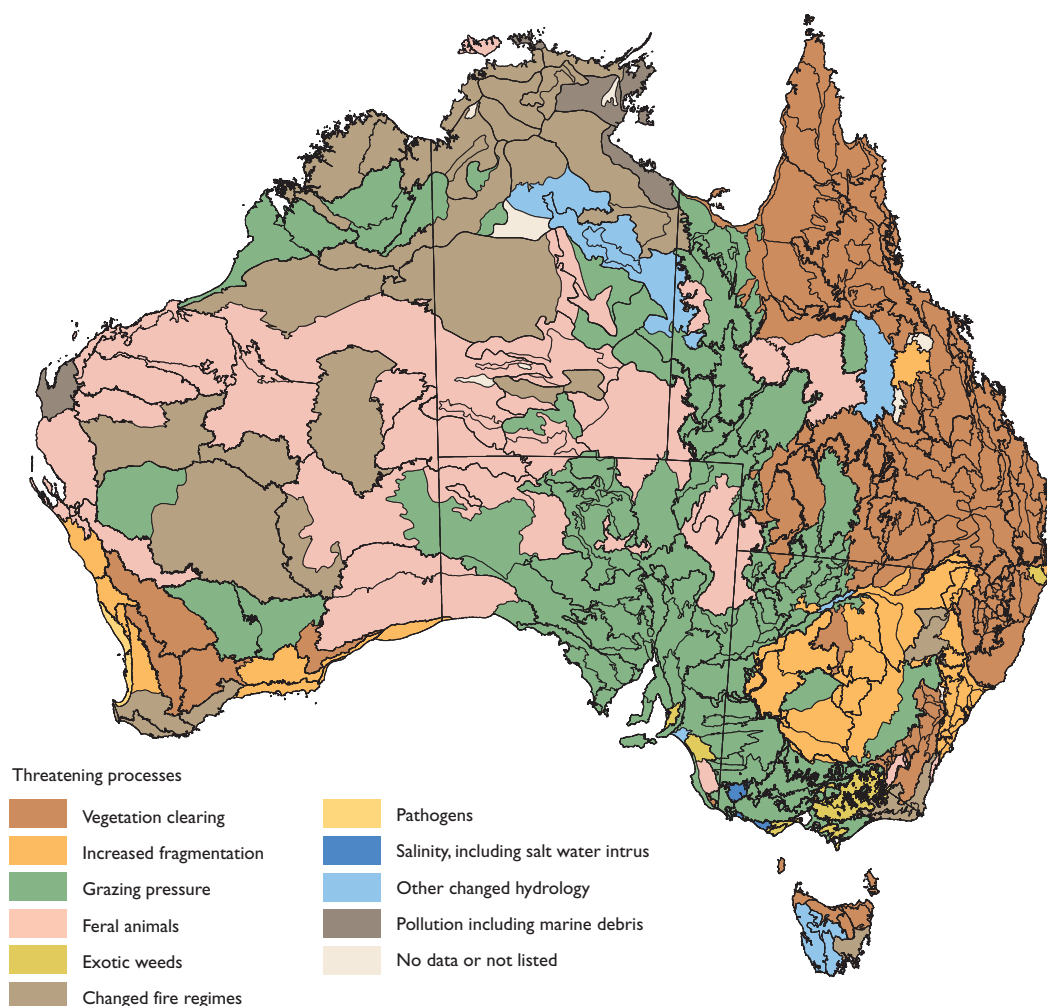 Threatening processes
Vegetation clearing
Increased fragmentation
Grazing pressure
Feral animals
Exotic weeds
Changed fire regimes
Pathogens
Salinity, including salt water intrus
Other changed hydrology
Pollution including marine debris
No data or not listed